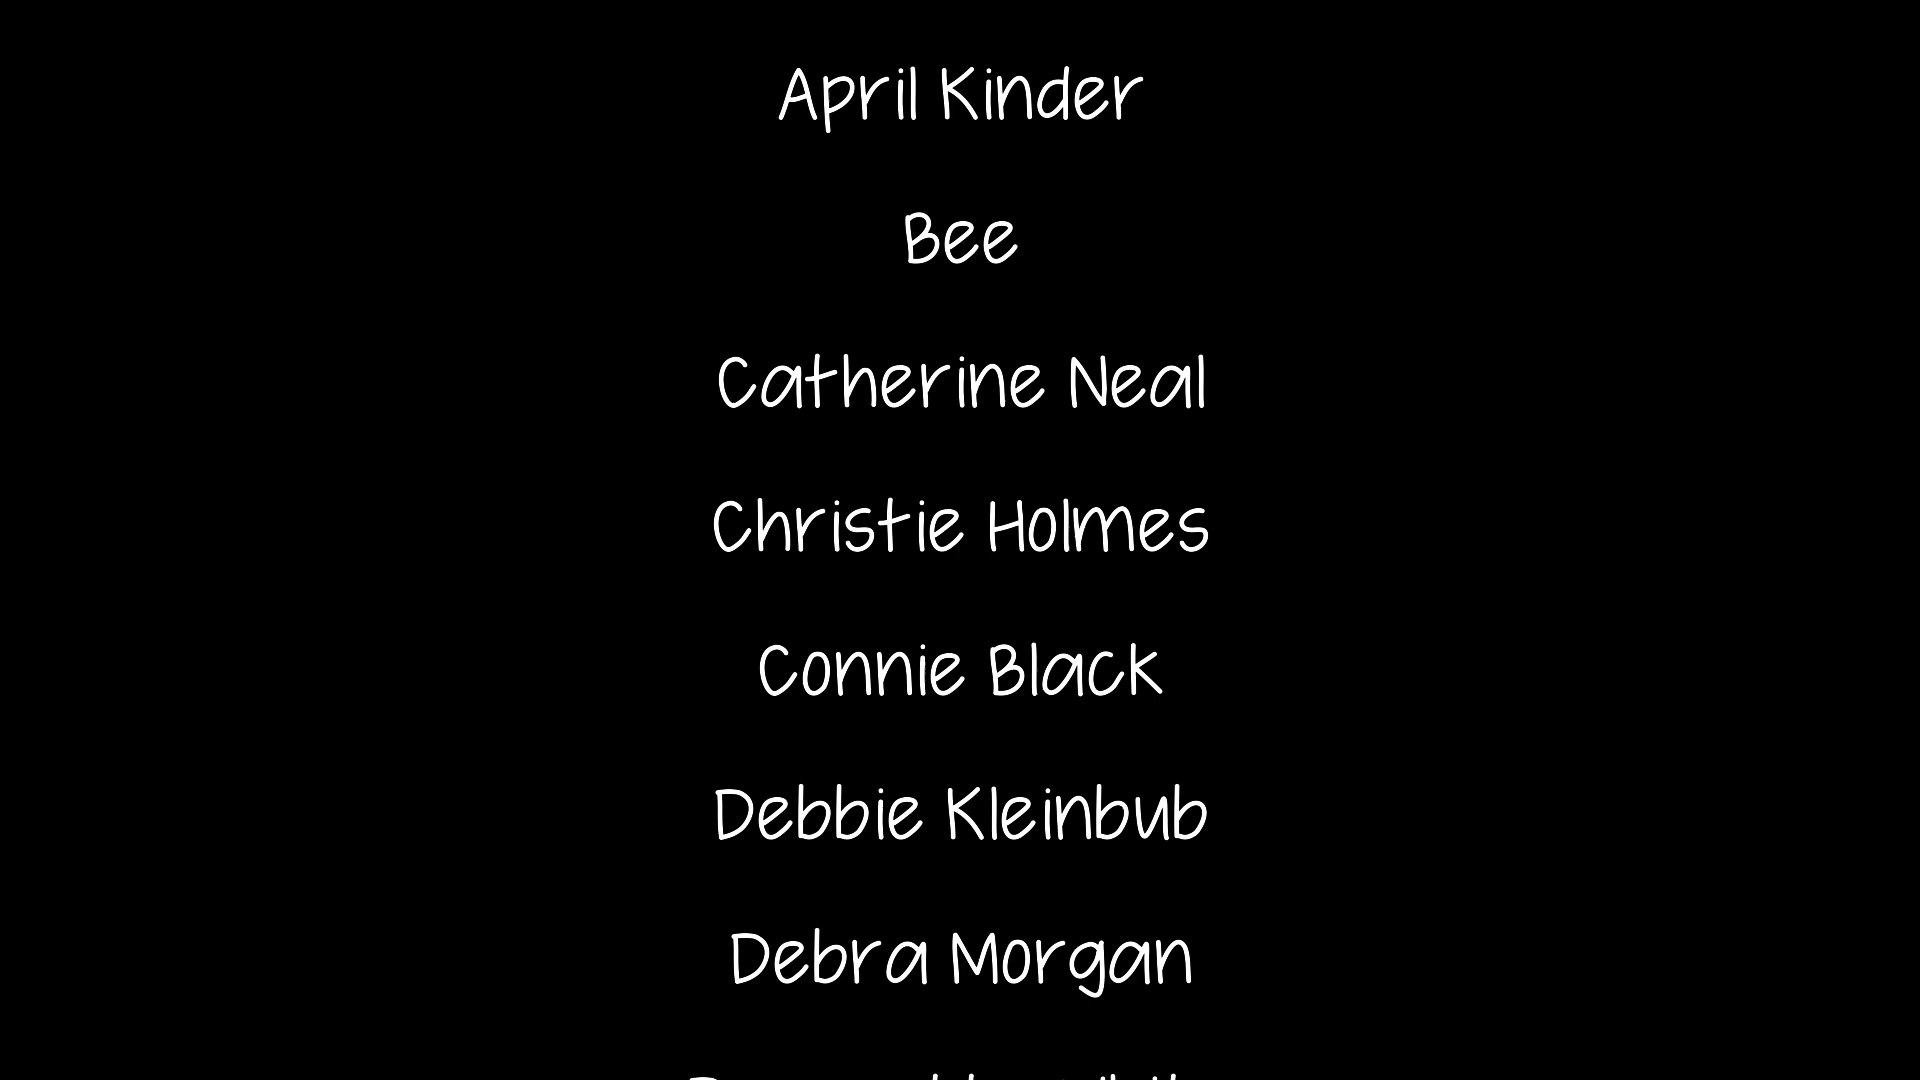 April Kinder
Bee
Catherine Neal
Christie Holmes
Connie Black
Debbie Kleinbub
Debra Morgan